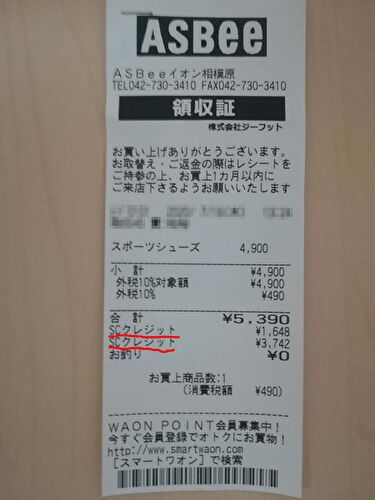 ASBee
ASBeeイオン相模原
TEL042-730-3410 FAX042-730-3410
領収証
株式会社ジーフット
お買い上げありがとうございます。
お取替え・ご返金の際はレシートを
ご持参の上、お買上1カ月以内に
ご来店下さるようお願いいたします
スポーツシューズ 4,900
小 計 ¥4,900
外税10%対象額 ¥4,900
外税10% ¥490
合 計 ¥5,390
SCクレジット ¥1,648
SCクレジット ¥3,742
お釣り ¥0
お買上商品数:1
(消費税額 ¥490)
WAON POINT会員募集中!
今すぐ会員登録でオトクにお買物!
http://www.smartwaon.com
[スマートワオン]で検索